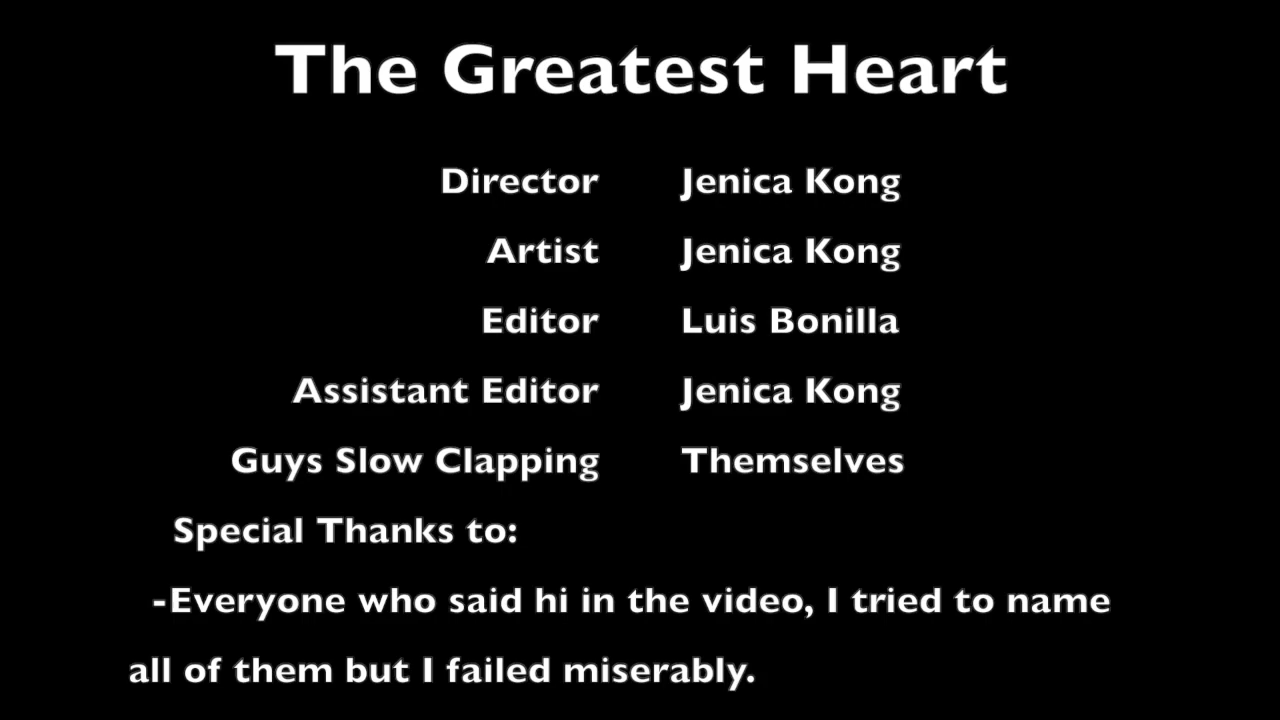 The Greatest Heart
Director Jenica Kong
Artist Jenica Kong
Editor Luis Bonilla
Assistant Editor Jenica Kong
Guys Slow Clapping Themselves
Special Thanks to:
-Everyone who said hi in the video, I tried to name
all of them but I failed miserably.